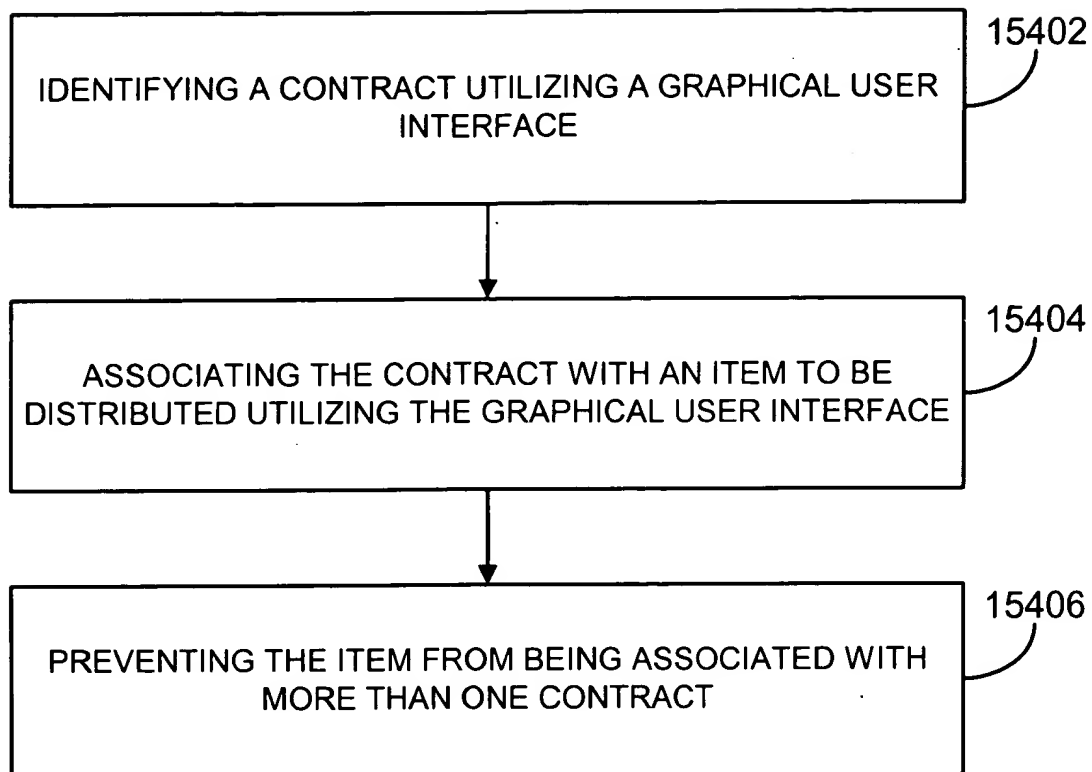 15402
IDENTIFYING A CONTRACT UTILIZING A GRAPHICAL USER
INTERFACE
15404
ASSOCIATING THE CONTRACT WITH AN ITEM TO BE
DISTRIBUTED UTILIZING THE GRAPHICAL USER INTERFACE
15406
PREVENTING THE ITEM FROM BEING ASSOCIATED WITH
MORE THAN ONE CONTRACT